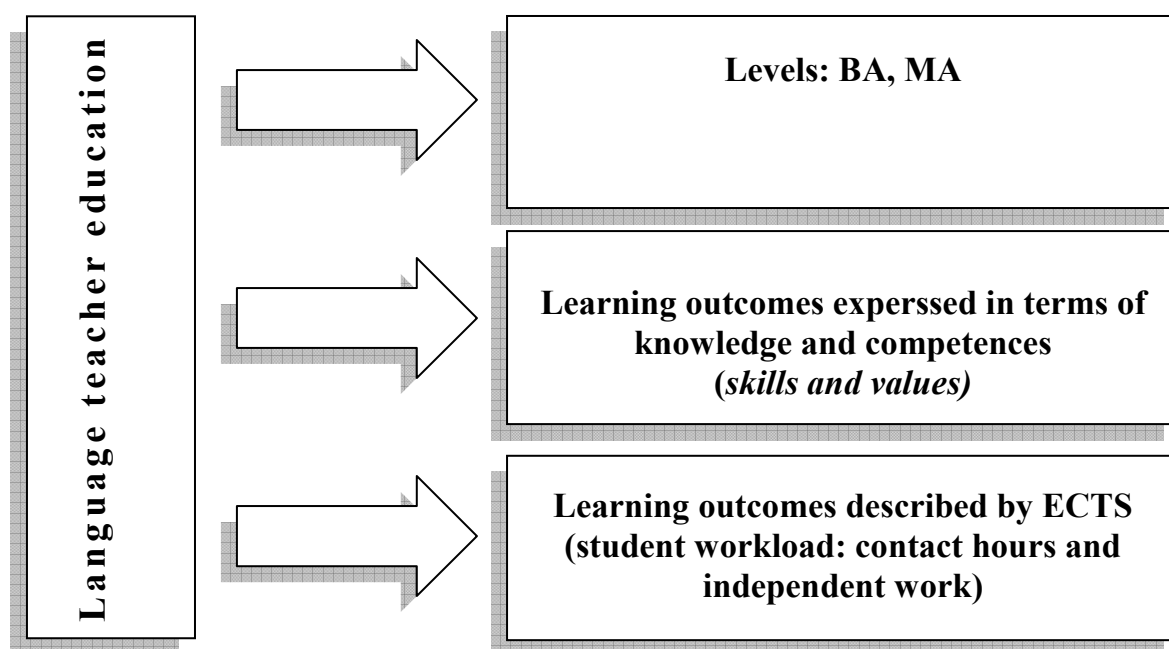 Language teacher education
Levels: BA, MA
Learning outcomes experssed in terms of
knowledge and competences
(skills and values)
Learning outcomes described by ECTS
(student workload: contact hours and
independent work)